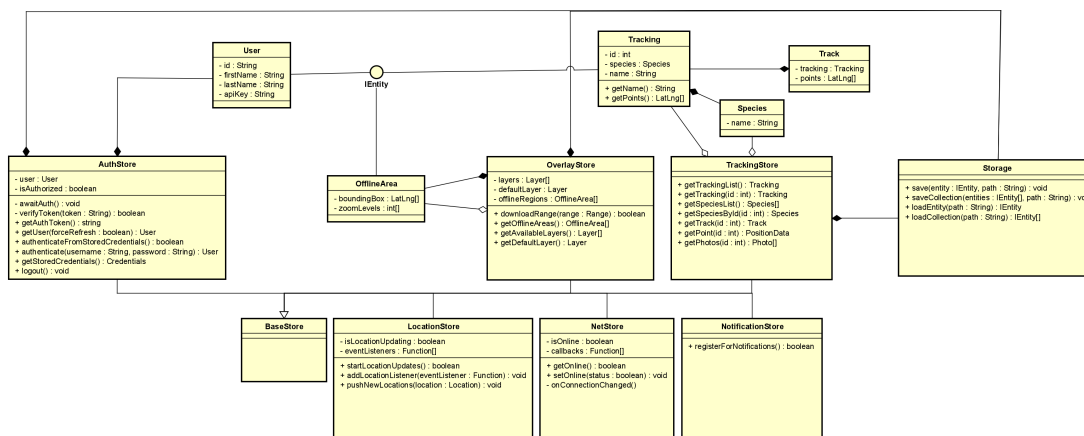 User
- id : String
- firstName : String
- lastName : String
- apiKey : String
IEntity
Tracking
- id : int
- species : Species
- name : String
+ getName() : String
+ getPoints() : LatLng[]
Track
- tracking : Tracking
- points : LatLng[]
Species
- name : String
AuthStore
- user : User
- isAuthorized : boolean
- awaitAuth() : void
- verifyToken(token : String) : boolean
+ getAuthToken() : string
+ getUser(forceRefresh : boolean) : User
+ authenticateFromStoredCredentials() : boolean
+ authenticate(username : String, password : String) : User
+ getStoredCredentials() : Credentials
+ logout() : void
OfflineArea
- boundingBox : LatLng[]
- zoomLevels : int[]
OverlayStore
- layers : Layer[]
- defaultLayer : Layer
- offlineRegions : OfflineArea[]
+ downloadRange(range : Range) : boolean
+ getOfflineAreas() : OfflineArea[]
+ getAvailableLayers() : Layer[]
+ getDefaultLayer() : Layer
TrackingStore
+ getTrackingList() : Tracking
+ getTracking(id : int) : Tracking
+ getSpeciesList() : Species[]
+ getSpeciesById(id : int) : Species
+ getTrack(id : int) : Track
+ getPoint(id : int) : PositionData
+ getPhotos(id : int) : Photo[]
Storage
+ save(entity : IEntity, path : String) : void
+ saveCollection(entities : IEntity[], path : String) : vo
+ loadEntity(path : String) : IEntity
+ loadCollection(path : String) : IEntity[]
BaseStore
LocationStore
- isLocationUpdating : boolean
- eventListeners : Function[]
+ startLocationUpdates() : boolean
+ addLocationListener(eventListener : Function) : void
+ pushNewLocations(location : Location) : void
NetStore
- isOnline : boolean
- callbacks : Function[]
+ getOnline() : boolean
+ setOnline(status : boolean) : void
- onConnectionChanged()
NotificationStore
+ registerForNotifications() : boolean